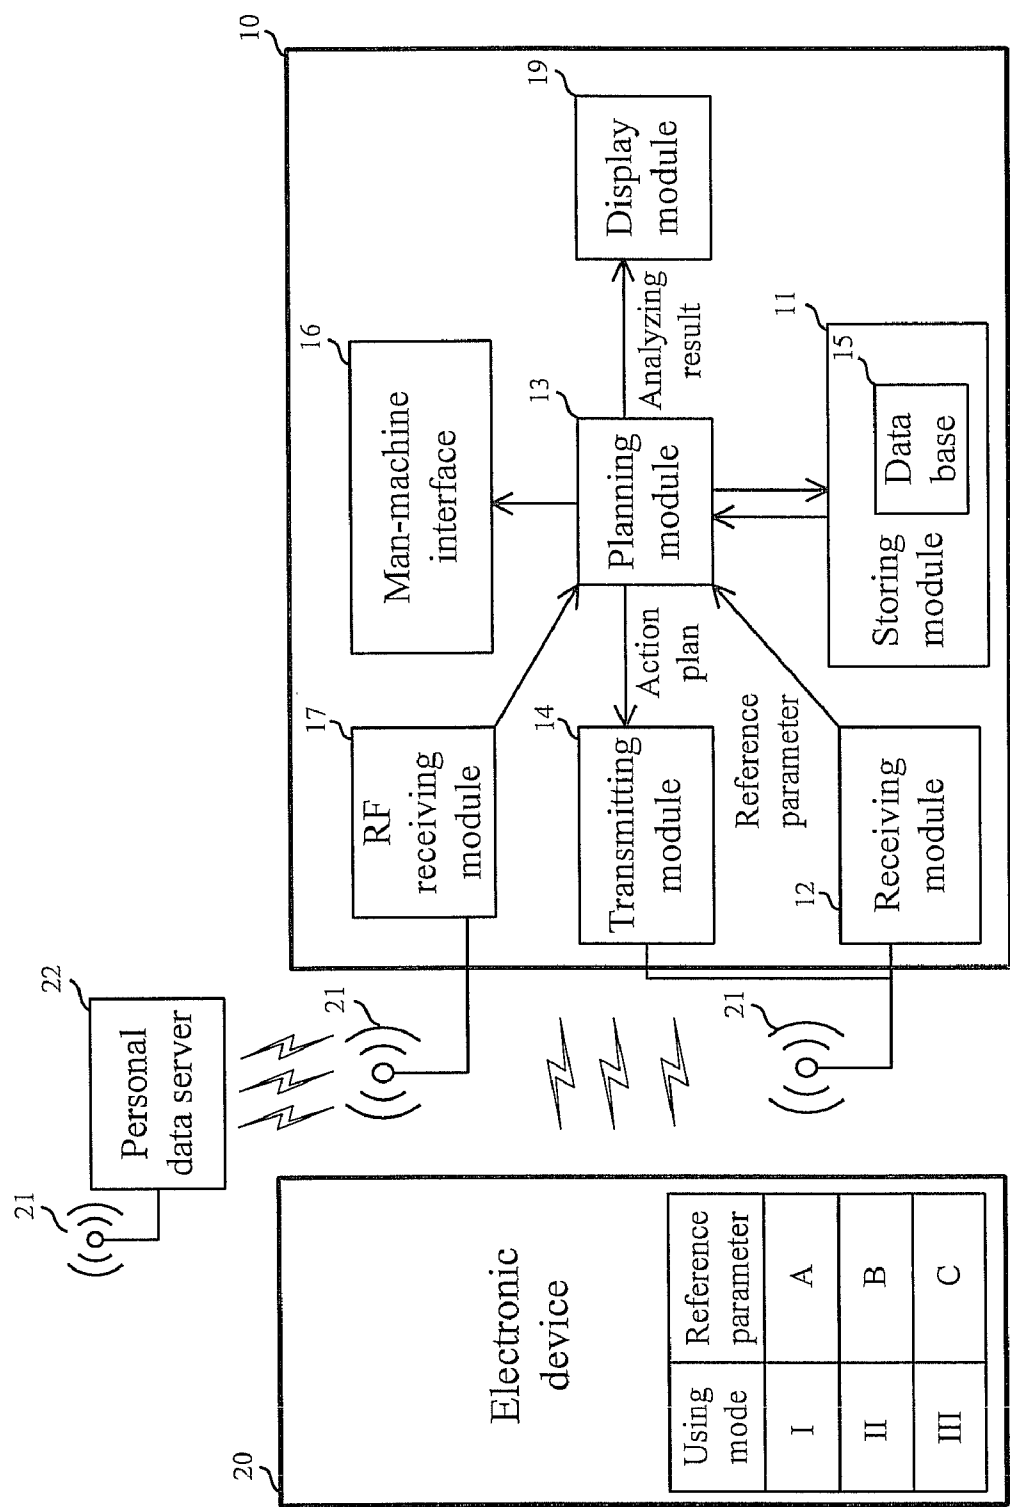 21
Personal
data server
22
21
20
Electronic
device
Using
mode
Reference
parameter
I
A
II
B
III
C
21
10
RF
receiving
module
17
Man-machine
interface
16
Transmitting
module
14
Action
plan
Planning
module
13
Analyzing
result
Display
module
19
Reference
parameter
Receiving
module
12
Storing
module
11
Data
base
15